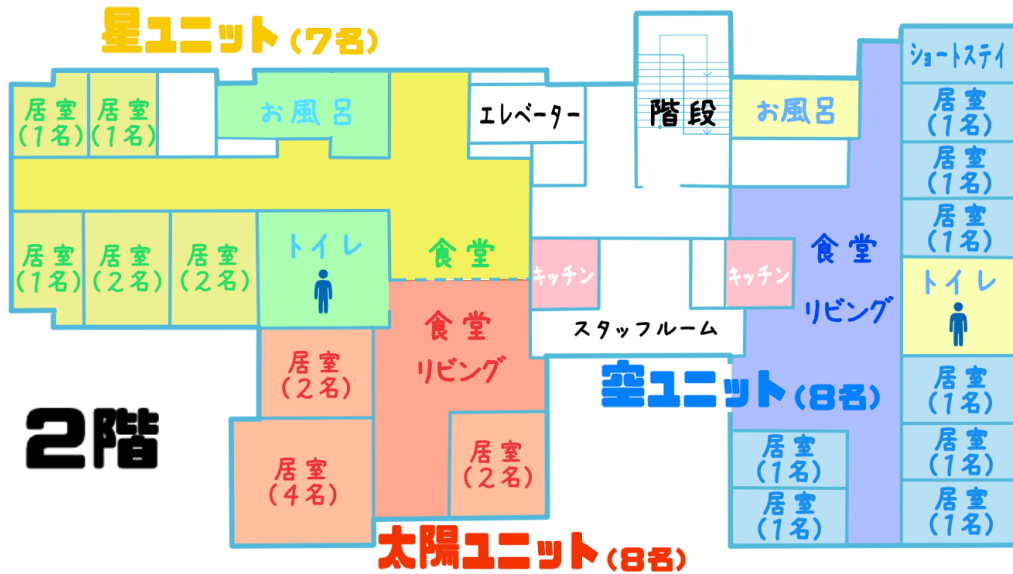 星ユニット(7名)
居室
(1名)
居室
(1名)
お風呂
エレベーター
階段
お風呂
ショートステイ
居室
(1名)
居室
(1名)
居室
(1名)
居室
(1名)
居室
(2名)
居室
(2名)
トイレ
食堂
キッチン
キッチン
食堂
リビング
トイレ
食堂
リビング
スタッフルーム
居室
(2名)
空ユニット(8名)
居室
(1名)
2階
居室
(4名)
居室
(2名)
居室
(1名)
居室
(1名)
居室
(1名)
居室
(1名)
太陽ユニット(8名)